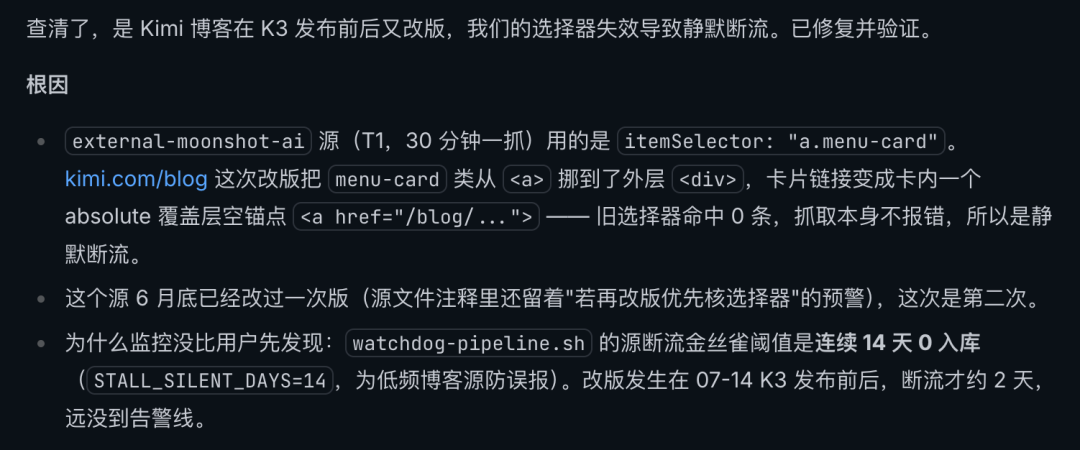 查清了，是 Kimi 博客在 K3 发布前后又改版，我们的选择器失效导致静默断流。已修复并验证。
根因
external-moonshot-ai 源（T1，30 分钟一抓）用的是 itemSelector: "a.menu-card"。
kimi.com/blog 这次改版把 menu-card 类从 <a> 挪到了外层 <div>，卡片链接变成卡内一个
absolute 覆盖层空锚点 <a href="/blog/..."> —— 旧选择器命中 0 条，抓取本身不报错，所以是静
默断流。
这个源 6 月底已经改过一次版（源文件注释里还留着"若再改版优先核选择器"的预警），这次是第二次。
为什么监控没比用户先发现：watchdog-pipeline.sh 的源断流金丝雀阈值是连续 14 天 0 入库
（STALL_SILENT_DAYS=14，为低频博客源防误报）。改版发生在 07-14 K3 发布前后，断流才约 2 天，
远没到告警线。